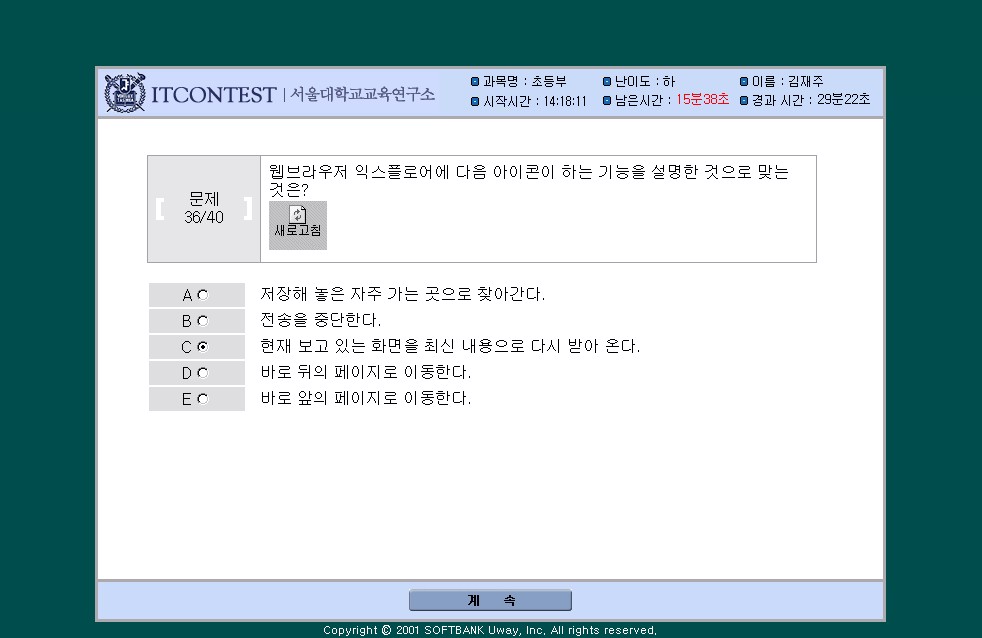 ITCONTEST | 서울대학교교육연구소
과목명 : 초등부 난이도 : 하 이름 : 김재주
시작시간 : 14:18:11 남은시간 : 15분38초 경과 시간 : 29분22초
문제
36/40
웹브라우저 익스플로어에 다음 아이콘이 하는 기능을 설명한 것으로 맞는
것은?
새로고침
A 저장해 놓은 자주 가는 곳으로 찾아간다.
B 전송을 중단한다.
C 현재 보고 있는 화면을 최신 내용으로 다시 받아 온다.
D 바로 뒤의 페이지로 이동한다.
E 바로 앞의 페이지로 이동한다.
계 속
Copyright © 2001 SOFTBANK Uway, Inc. All rights reserved.